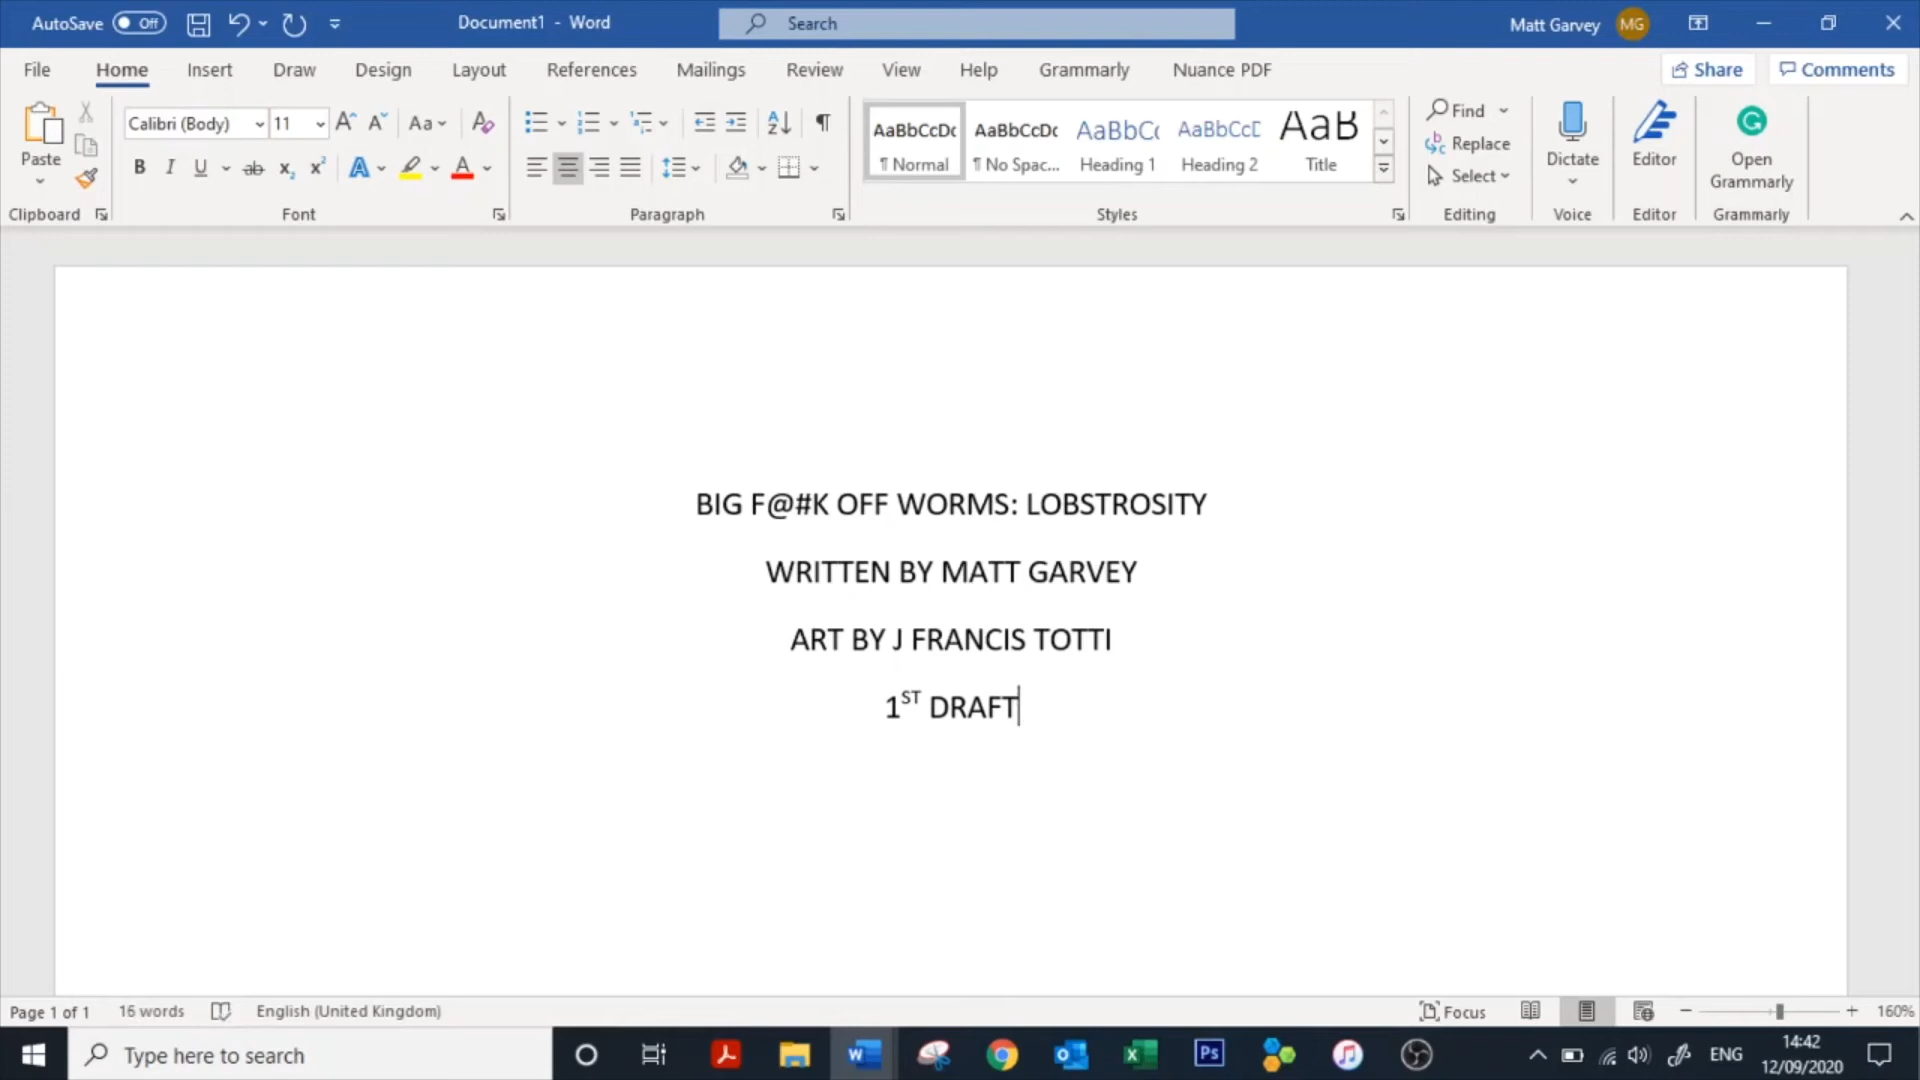 AutoSave Off Document1 - Word Search Matt Garvey MG
File Home Insert Draw Design Layout References Mailings Review View Help Grammarly Nuance PDF Share Comments
Paste
Clipboard
Calibri (Body) 11
Font
Paragraph
AaBbCcDc AaBbCcDc AaBbCc AaBbCcD AaB
¶ Normal ¶ No Spac... Heading 1 Heading 2 Title
Styles
Find
Replace
Select
Editing
Dictate
Voice
Editor
Editor
Open
Grammarly
Grammarly
BIG F@#K OFF WORMS: LOBSTROSITY
WRITTEN BY MATT GARVEY
ART BY J FRANCIS TOTTI
1ST DRAFT
Page 1 of 1 16 words English (United Kingdom) Focus 160%
Type here to search ENG 14:42
12/09/2020